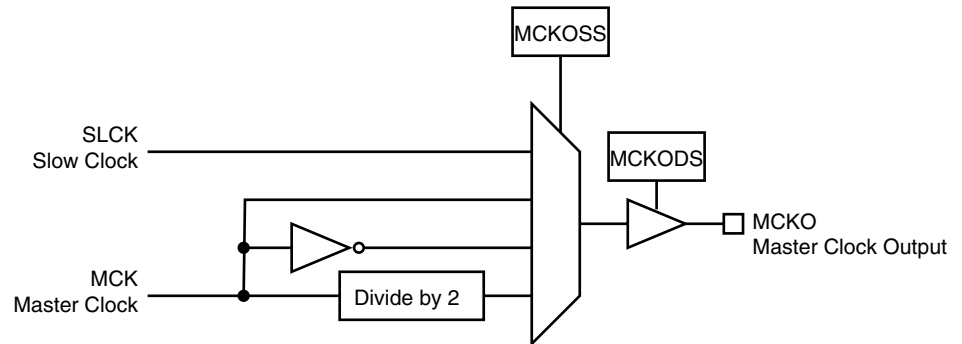 MCKOSS
SLCK
Slow Clock
MCKODS
MCKO
Master Clock Output
MCK
Master Clock
Divide by 2